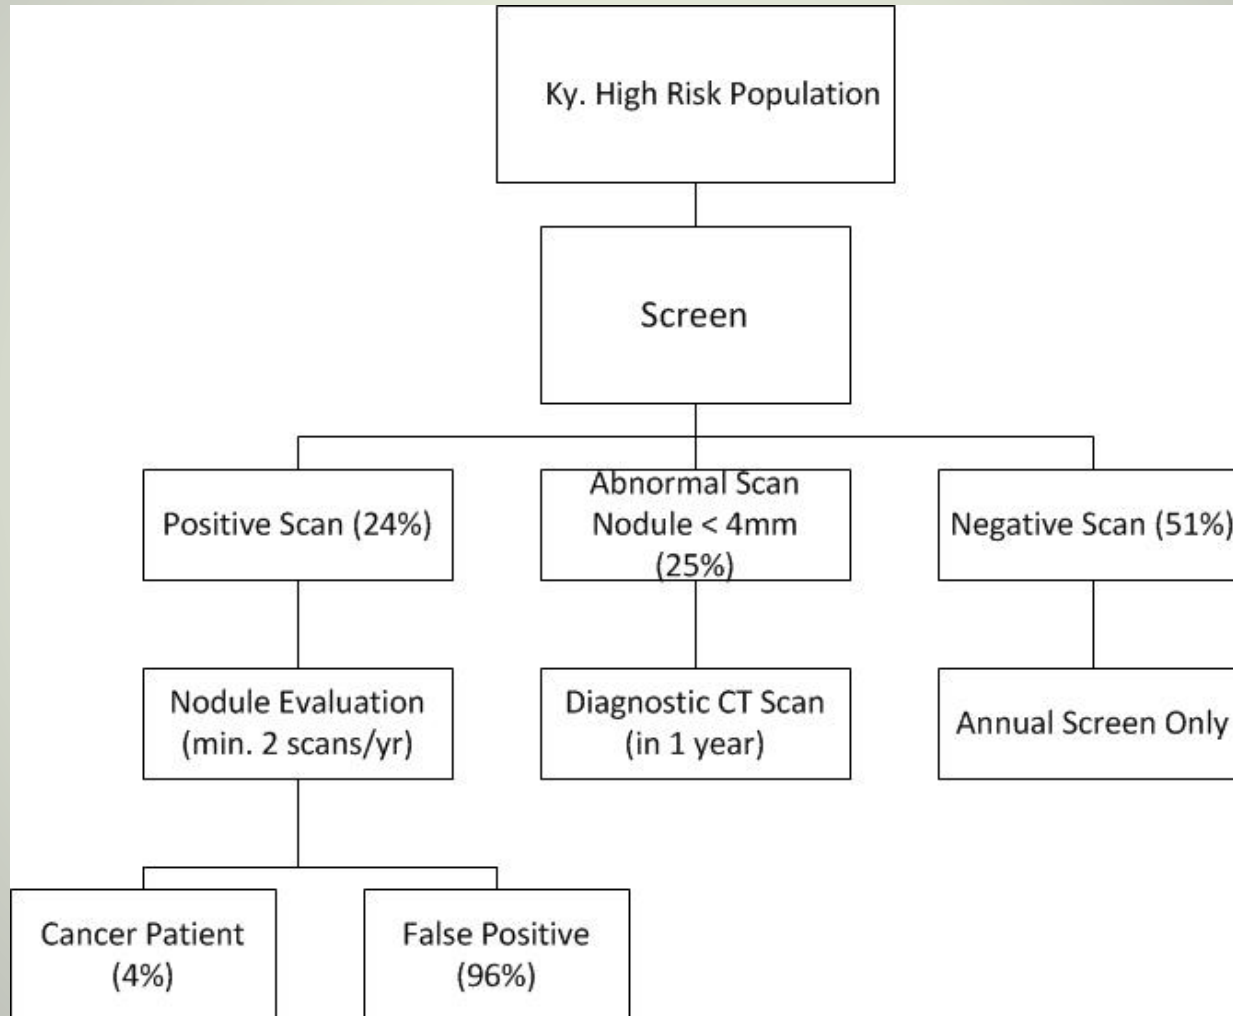 Ky. High Risk Population
Screen
Positive Scan (24%)
Abnormal Scan
Nodule < 4mm
(25%)
Negative Scan (51%)
Nodule Evaluation
(min. 2 scans/yr)
Diagnostic CT Scan
(in 1 year)
Annual Screen Only
Cancer Patient
(4%)
False Positive
(96%)